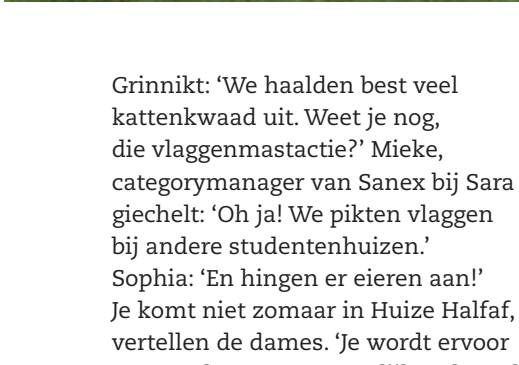 Grinnikt: ‘We haalden best veel
kattenkwaad uit. Weet je nog,
die vlaggenmastactie?’ Mieke,
categorymanager van Sanex bij Sara
giechelt: ‘Oh ja! We pikten vlaggen
bij andere studentenhuizen.’
Sophia: ‘En hingen er eieren aan!’
Je komt niet zomaar in Huize Halfaf,
vertellen de dames. ‘Je wordt ervoor